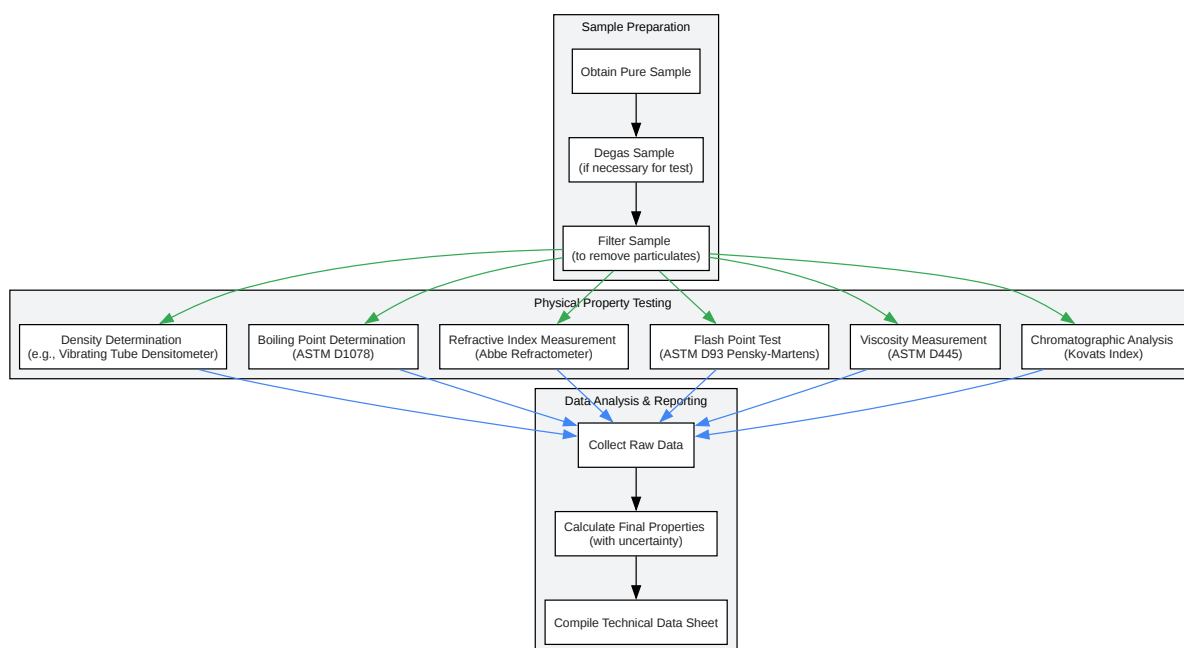 Sample Preparation
Obtain Pure Sample
Degas Sample
(if necessary for test)
Filter Sample
(to remove particulates)
Physical Property Testing
Density Determination
(e.g., Vibrating Tube Densitometer)
Boiling Point Determination
(ASTM D1078)
Refractive Index Measurement
(Abbe Refractometer)
Flash Point Test
(ASTM D93 Pensky-Martens)
Viscosity Measurement
(ASTM D445)
Chromatographic Analysis
(Kovats Index)
Data Analysis & Reporting
Collect Raw Data
Calculate Final Properties
(with uncertainty)
Compile Technical Data Sheet